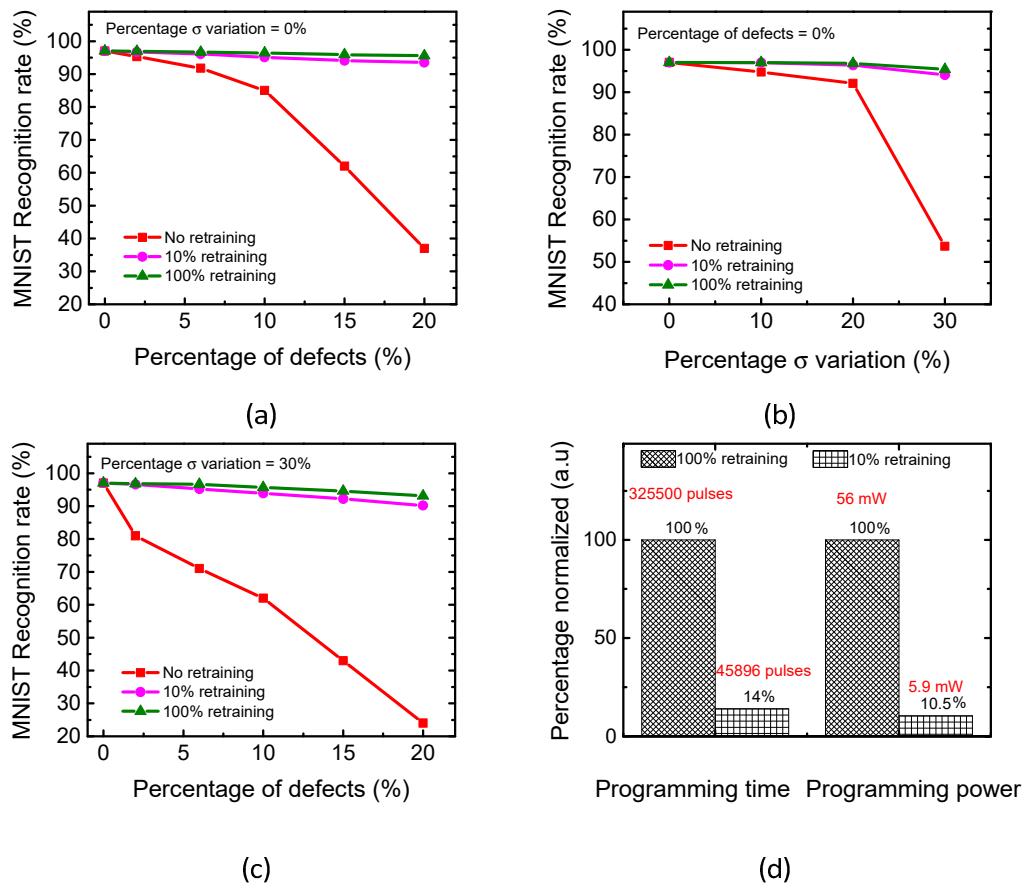 Percentage σ variation = 0%
MNIST Recognition rate (%)
100
90
80
70
60
50
40
30
20
No retraining
10% retraining
100% retraining
0
5
10
15
20
Percentage of defects (%)
(a)
Percentage of defects = 0%
MNIST Recognition rate (%)
100
90
80
70
60
50
40
No retraining
10% retraining
100% retraining
0
10
20
30
Percentage σ variation (%)
(b)
Percentage σ variation = 30%
MNIST Recognition rate (%)
100
90
80
70
60
50
40
30
20
No retraining
10% retraining
100% retraining
0
5
10
15
20
Percentage of defects (%)
(c)
100% retraining
10% retraining
Percentage normalized (a.u)
100
50
0
325500 pulses
100%
45896 pulses
14%
56 mW
100%
5.9 mW
10.5%
Programming time
Programming power
(d)